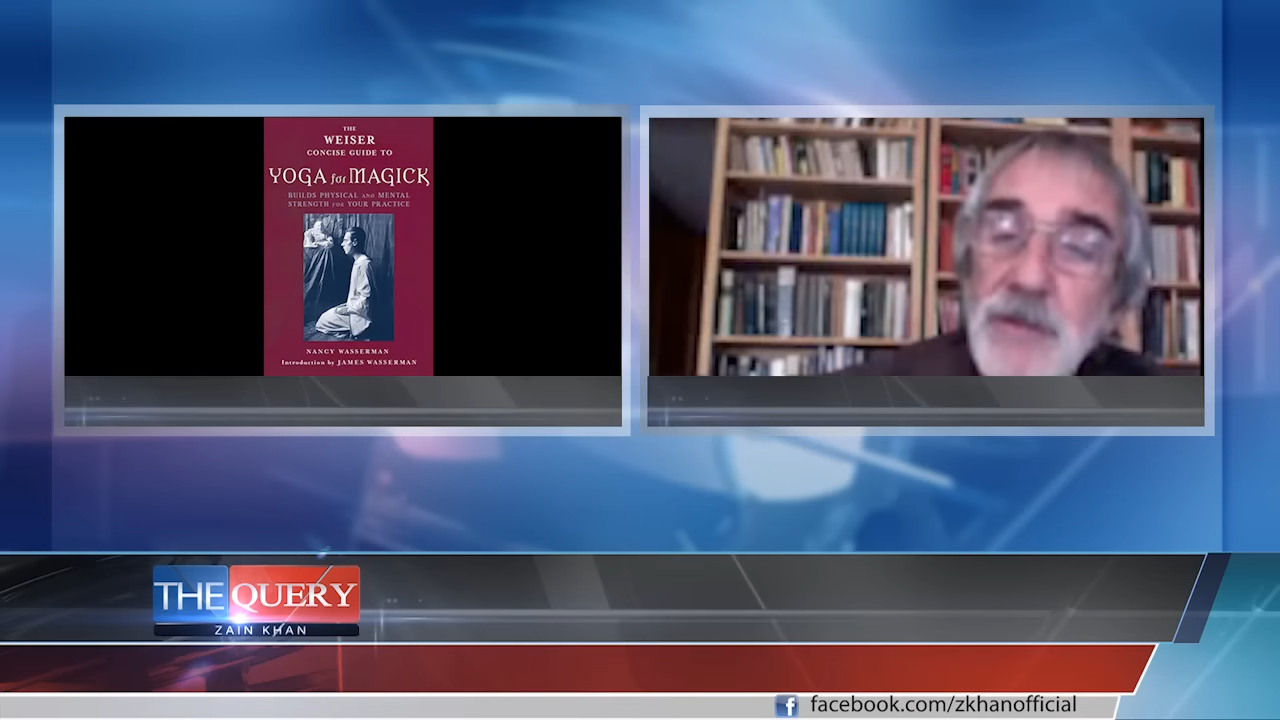 THE
WEISER
CONCISE GUIDE TO
YOGA for MAGICK
BUILDS PHYSICAL AND MENTAL
STRENGTH FOR YOUR PRACTICE
NANCY WASSERMAN
Introduction by JAMES WASSERMAN
THE QUERY
ZAIN KHAN
f facebook.com/zkhanofficial